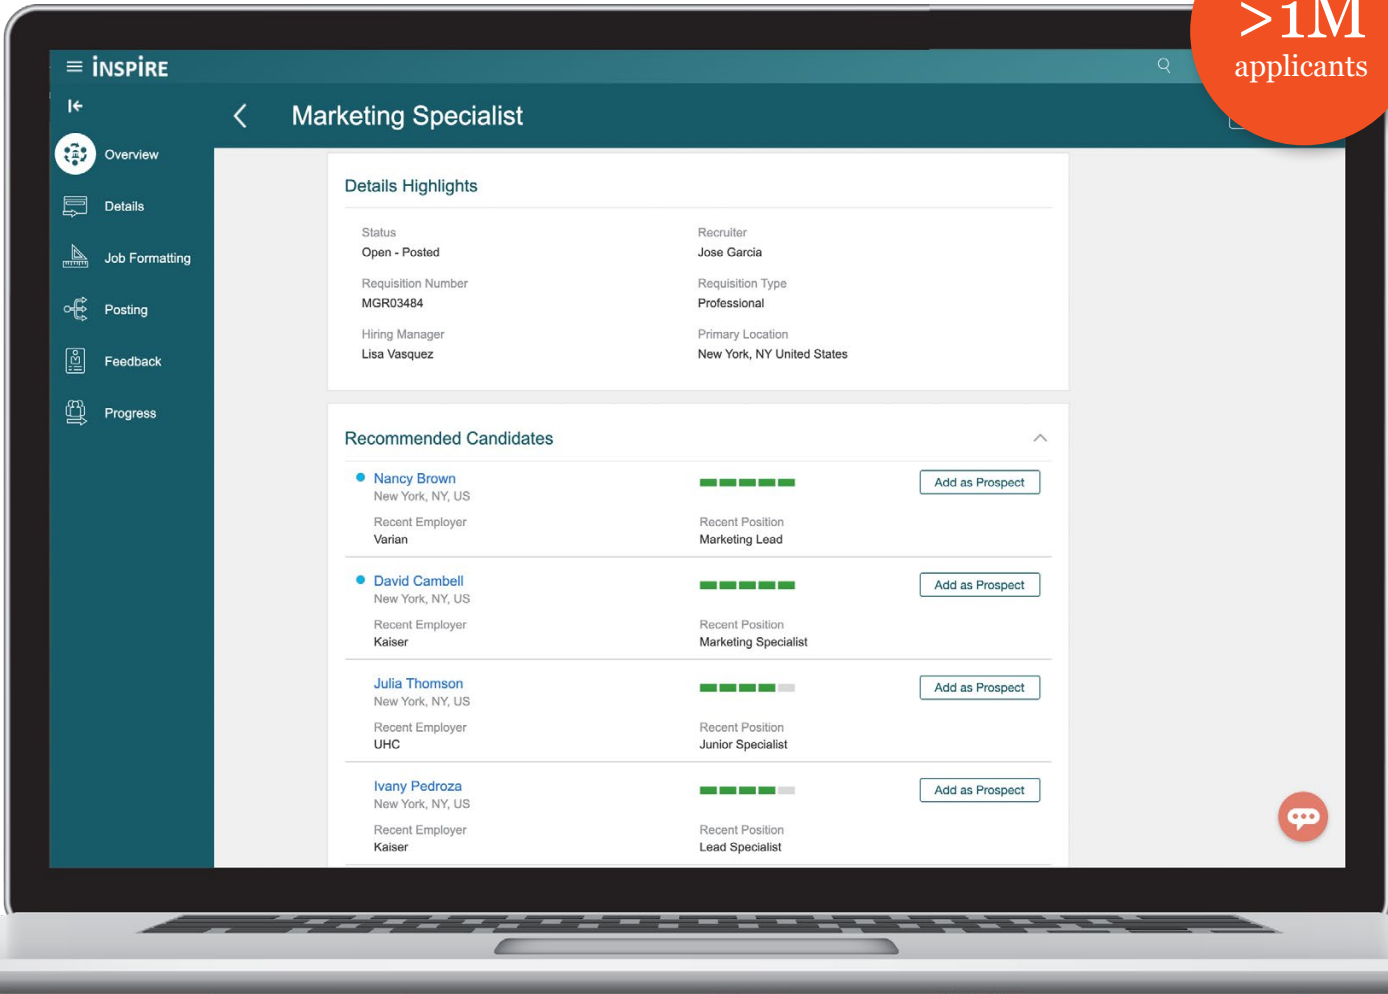 >1M
applicants
iNSPiRE
Marketing Specialist
Overview
Details
Job Formatting
Posting
Feedback
Progress
Details Highlights
Status
Open - Posted
Recruiter
Jose Garcia
Requisition Number
MGR03484
Requisition Type
Professional
Hiring Manager
Lisa Vasquez
Primary Location
New York, NY United States
Recommended Candidates
Nancy Brown
New York, NY, US
Add as Prospect
Recent Employer
Varian
Recent Position
Marketing Lead
David Cambell
New York, NY, US
Add as Prospect
Recent Employer
Kaiser
Recent Position
Marketing Specialist
Julia Thomson
New York, NY, US
Add as Prospect
Recent Employer
UHC
Recent Position
Junior Specialist
Ivany Pedroza
New York, NY, US
Add as Prospect
Recent Employer
Kaiser
Recent Position
Lead Specialist